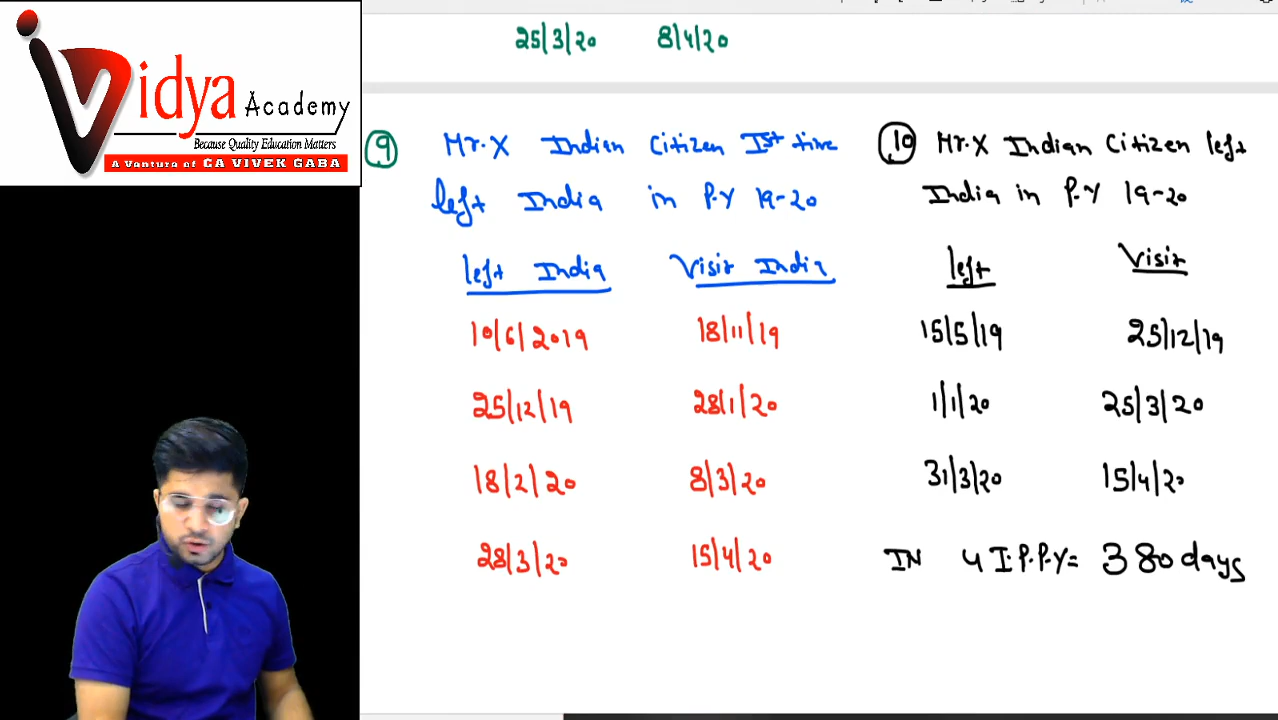 Vidya Academy
Because Quality Education Matters
A Ventura of CA VIVEK GABA
25/3/20 8/4/20
9 Mr.X Indian Citizen Ist time
left India in P.Y 19-20
left India Visit India
10/6/2019 18/11/19
25/12/19 28/1/20
18/2/20 8/3/20
28/3/20 15/4/20
10 Mr.X Indian Citizen left
India in P.Y 19-20
left Visit
15/5/19 25/12/19
1/1/20 25/3/20
31/3/20 15/4/20
IN 4 I.P.P.Y= 380 days